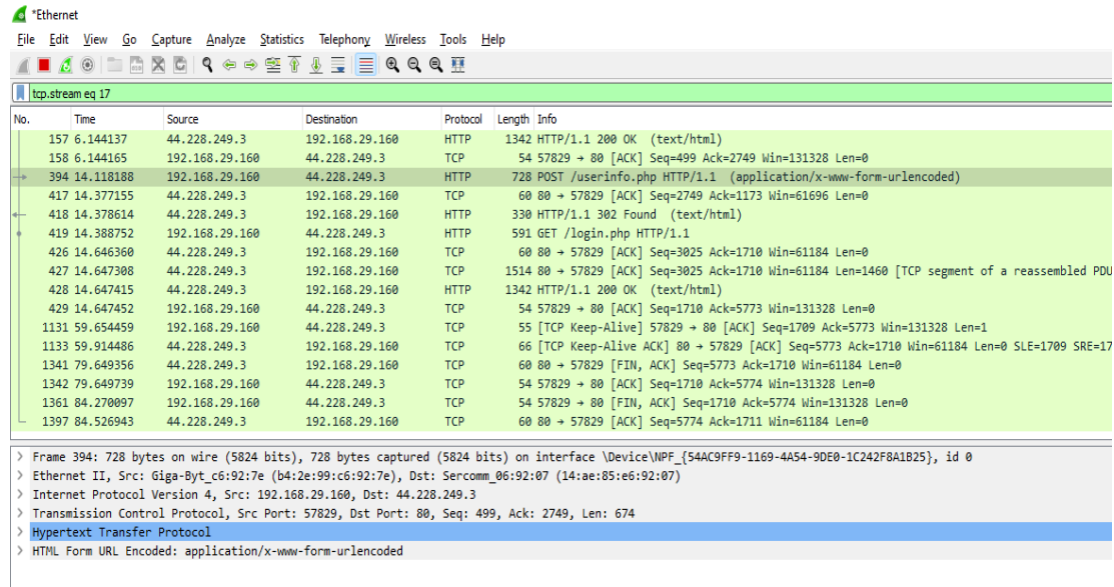 *Ethernet
File Edit View Go Capture Analyze Statistics Telephony Wireless Tools Help
tcp.stream eq 17
No. Time Source Destination Protocol Length Info
157 6.144137 44.228.249.3 192.168.29.160 HTTP 1342 HTTP/1.1 200 OK (text/html)
158 6.144165 192.168.29.160 44.228.249.3 TCP 54 57829 → 80 [ACK] Seq=499 Ack=2749 Win=131328 Len=0
394 14.118188 192.168.29.160 44.228.249.3 HTTP 728 POST /userinfo.php HTTP/1.1 (application/x-www-form-urlencoded)
417 14.377155 44.228.249.3 192.168.29.160 TCP 60 80 → 57829 [ACK] Seq=2749 Ack=1173 Win=61696 Len=0
418 14.378614 44.228.249.3 192.168.29.160 HTTP 330 HTTP/1.1 302 Found (text/html)
419 14.388752 192.168.29.160 44.228.249.3 HTTP 591 GET /login.php HTTP/1.1
426 14.646360 44.228.249.3 192.168.29.160 TCP 60 80 → 57829 [ACK] Seq=3025 Ack=1710 Win=61184 Len=0
427 14.647308 44.228.249.3 192.168.29.160 TCP 1514 80 → 57829 [ACK] Seq=3025 Ack=1710 Win=61184 Len=1460 [TCP segment of a reassembled PDU
428 14.647415 44.228.249.3 192.168.29.160 HTTP 1342 HTTP/1.1 200 OK (text/html)
429 14.647452 192.168.29.160 44.228.249.3 TCP 54 57829 → 80 [ACK] Seq=1710 Ack=5773 Win=131328 Len=0
1131 59.654459 192.168.29.160 44.228.249.3 TCP 55 [TCP Keep-Alive] 57829 → 80 [ACK] Seq=1709 Ack=5773 Win=131328 Len=1
1133 59.914486 44.228.249.3 192.168.29.160 TCP 66 [TCP Keep-Alive ACK] 80 → 57829 [ACK] Seq=5773 Ack=1710 Win=61184 Len=0 SLE=1709 SRE=17
1341 79.649356 44.228.249.3 192.168.29.160 TCP 60 80 → 57829 [FIN, ACK] Seq=5773 Ack=1710 Win=61184 Len=0
1342 79.649739 192.168.29.160 44.228.249.3 TCP 54 57829 → 80 [ACK] Seq=1710 Ack=5774 Win=131328 Len=0
1361 84.270097 192.168.29.160 44.228.249.3 TCP 54 57829 → 80 [FIN, ACK] Seq=1710 Ack=5774 Win=131328 Len=0
1397 84.526943 44.228.249.3 192.168.29.160 TCP 60 80 → 57829 [ACK] Seq=5774 Ack=1711 Win=61184 Len=0
> Frame 394: 728 bytes on wire (5824 bits), 728 bytes captured (5824 bits) on interface \Device\NPF_{54AC9FF9-1169-4A54-9DE0-1C242F8A1B25}, id 0
> Ethernet II, Src: Giga-Byt_c6:92:7e (b4:2e:99:c6:92:7e), Dst: Sercomm_06:92:07 (14:ae:85:e6:92:07)
> Internet Protocol Version 4, Src: 192.168.29.160, Dst: 44.228.249.3
> Transmission Control Protocol, Src Port: 57829, Dst Port: 80, Seq: 499, Ack: 2749, Len: 674
> Hypertext Transfer Protocol
> HTML Form URL Encoded: application/x-www-form-urlencoded